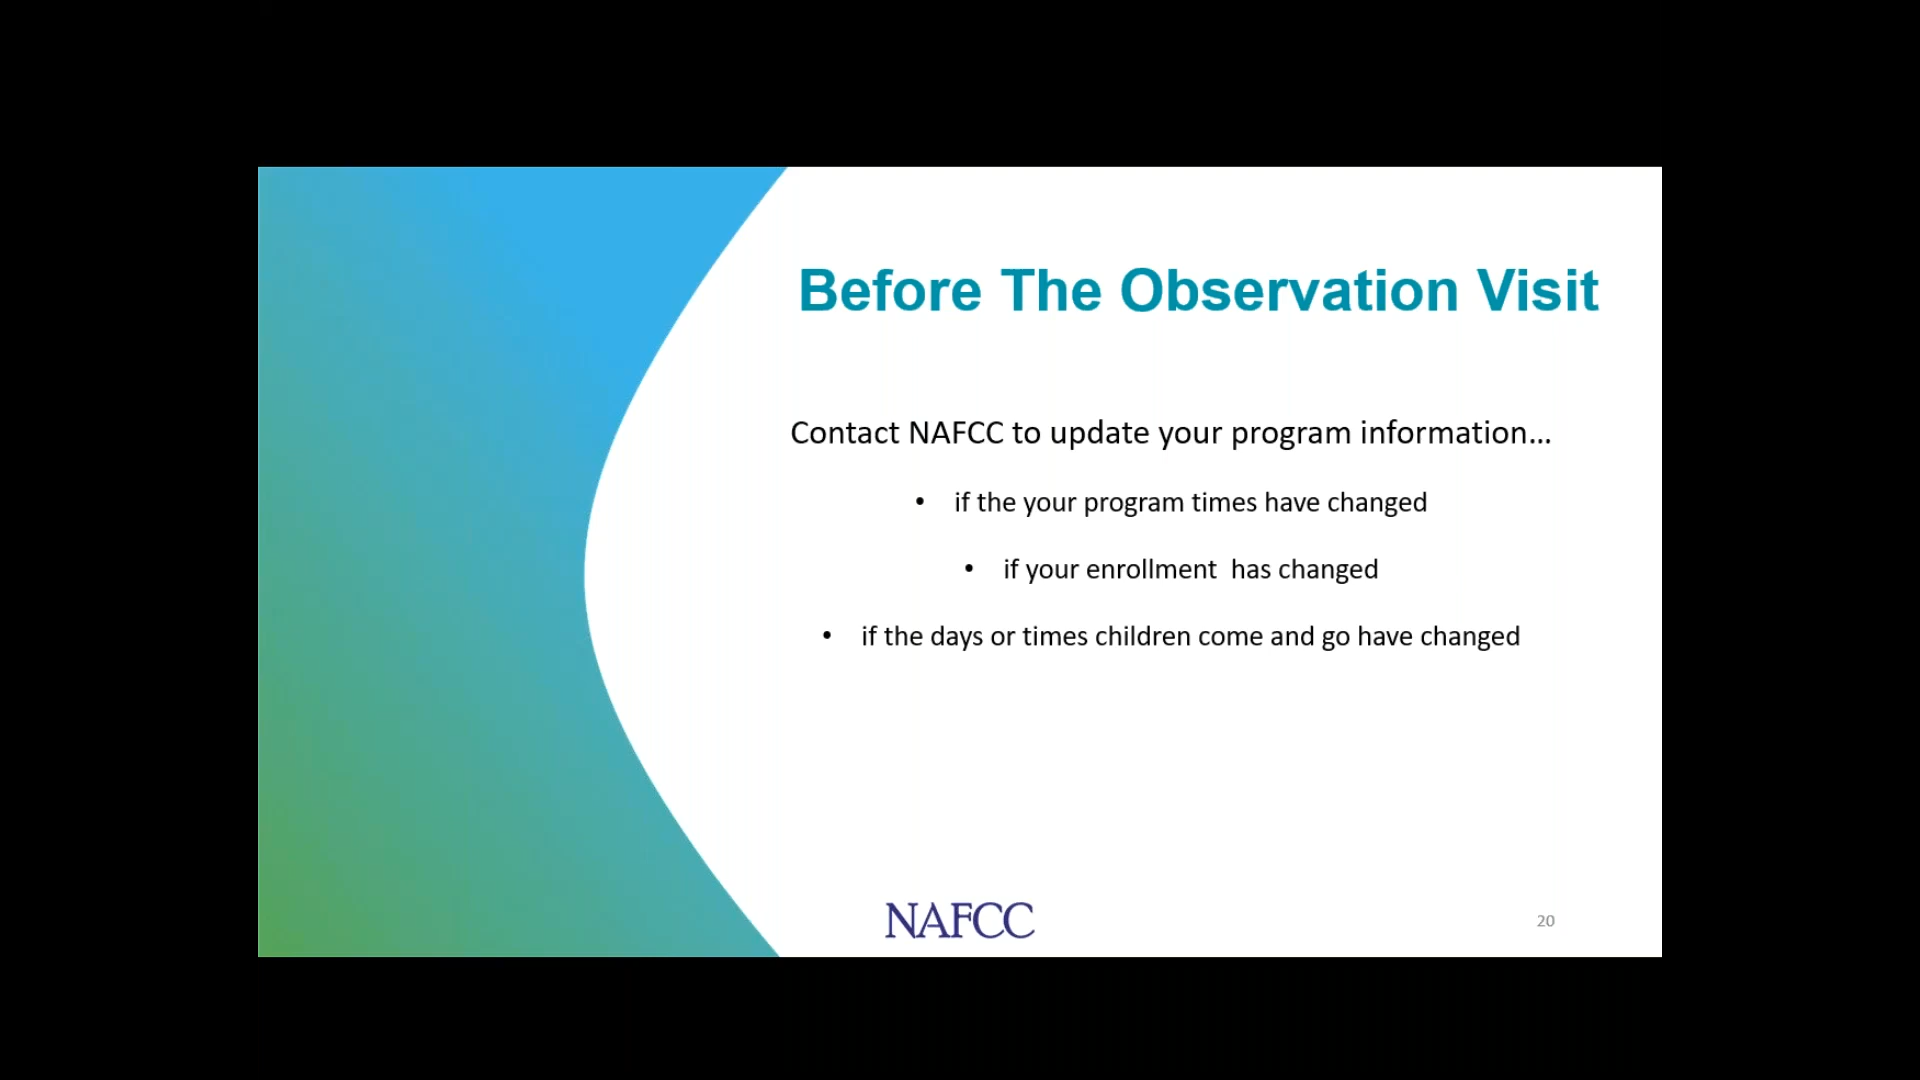 Before The Observation Visit
Contact NAFCC to update your program information...
• if the your program times have changed
• if your enrollment  has changed
• if the days or times children come and go have changed
NAFCC
20